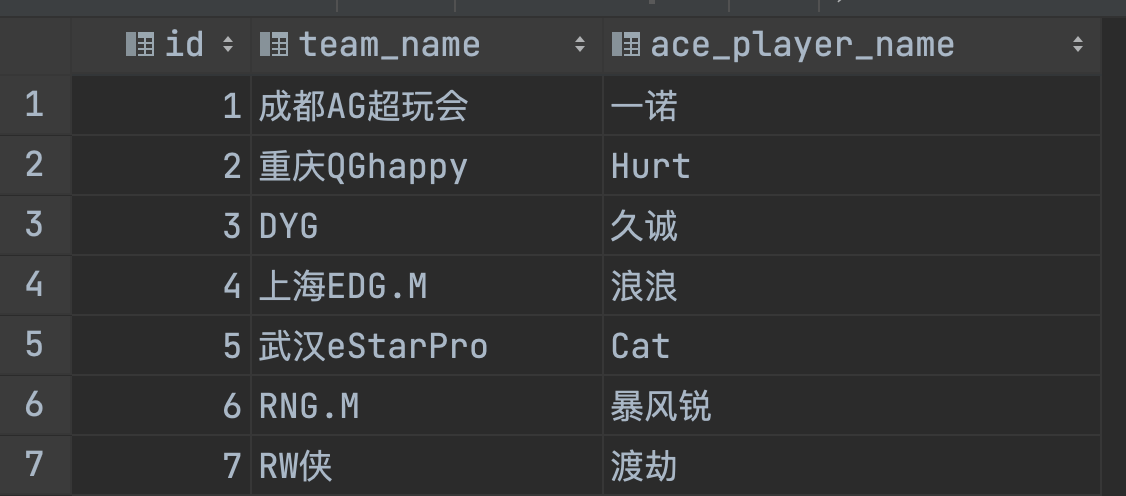 id team_name ace_player_name
1 1 成都AG超玩会 一诺
2 2 重庆QGhappy Hurt
3 3 DYG 久诚
4 4 上海EDG.M 浪浪
5 5 武汉eStarPro Cat
6 6 RNG.M 暴风锐
7 7 RW侠 渡劫